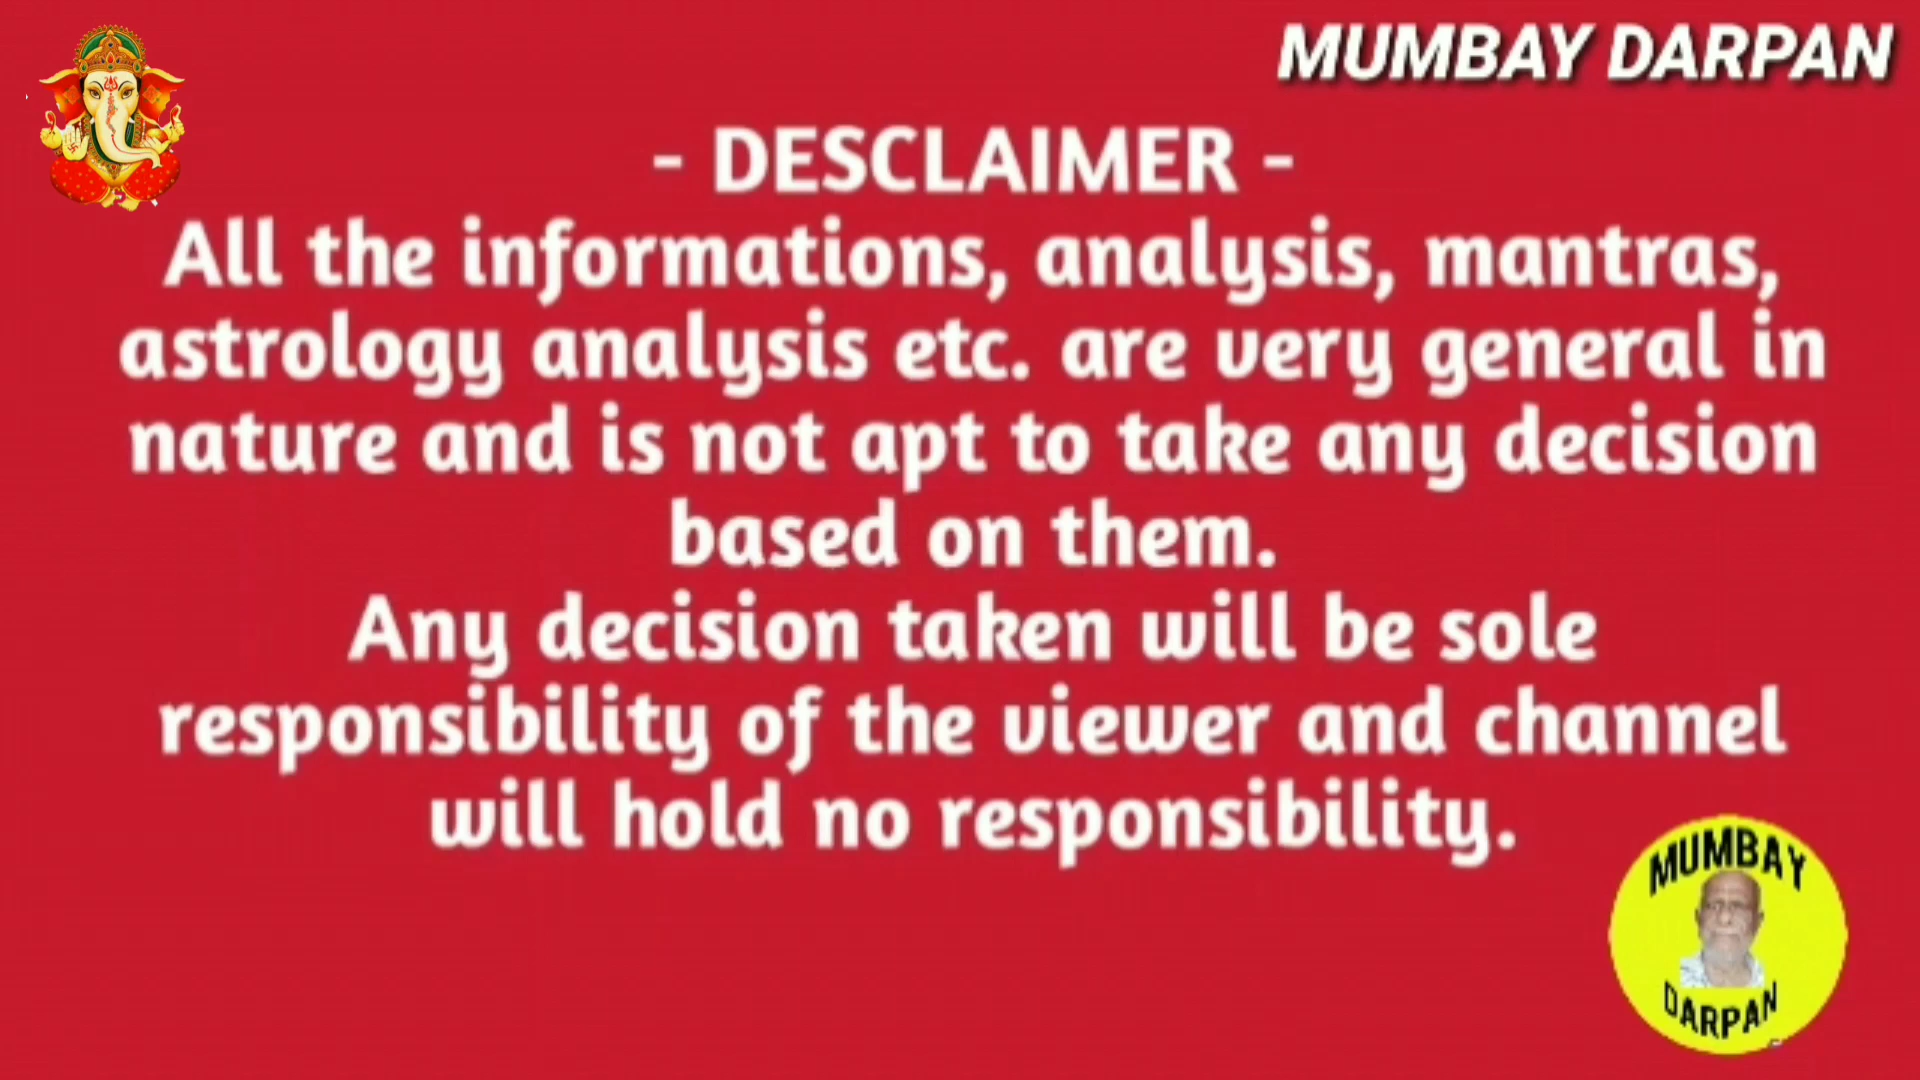 MUMBAY DARPAN
- DESCLAIMER -
All the informations, analysis, mantras,
astrology analysis etc. are very general in
nature and is not apt to take any decision
based on them.
Any decision taken will be sole
responsibility of the viewer and channel
will hold no responsibility.
MUMBAY
DARPAN